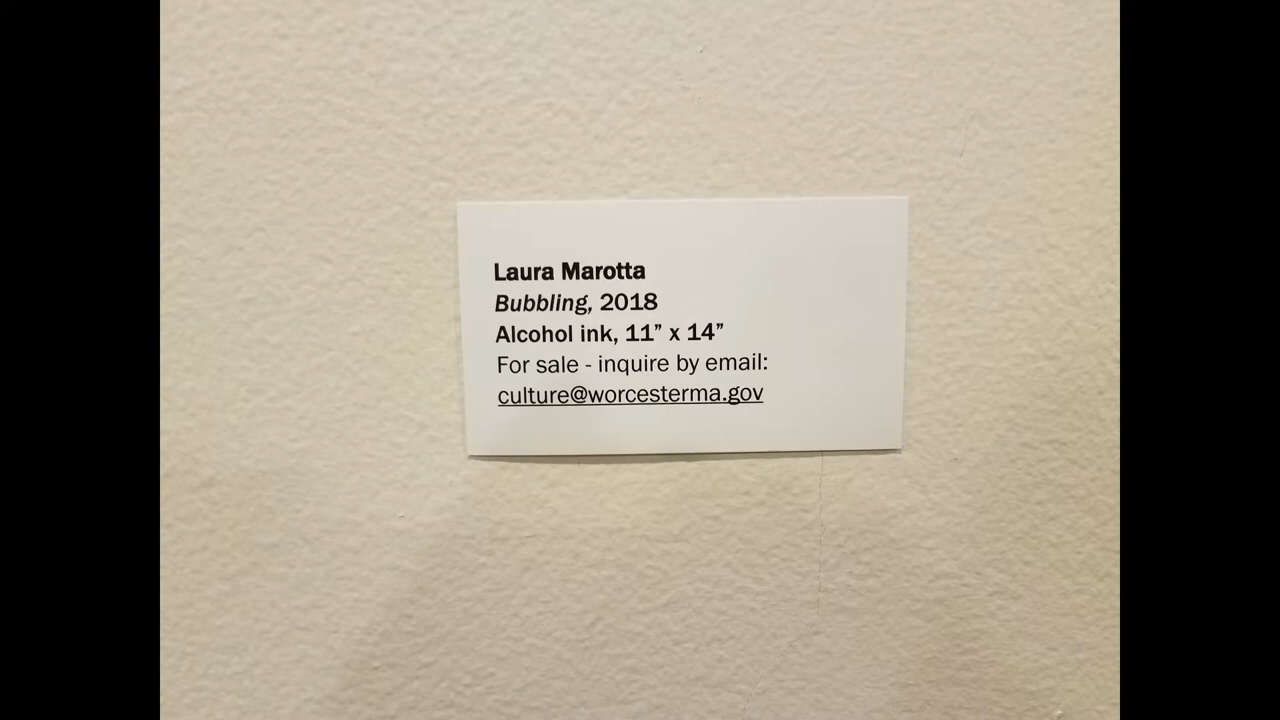 Laura Marotta
Bubbling, 2018
Alcohol ink, 11” x 14”
For sale - inquire by email:
culture@worcesterma.gov